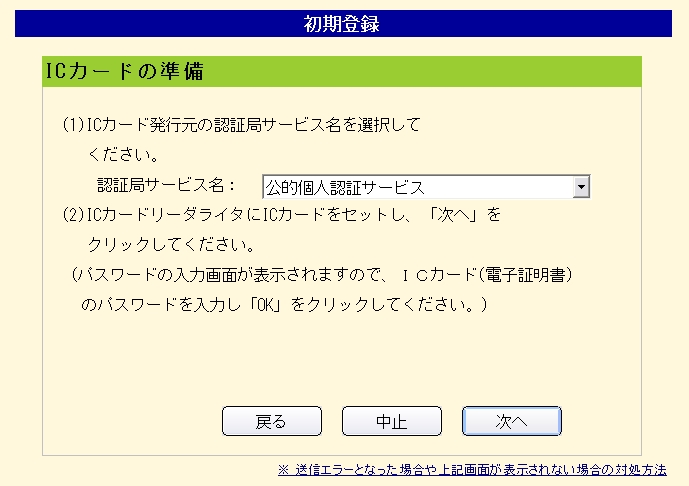 初期登録
ICカードの準備
(1)ICカード発行元の認証局サービス名を選択して
ください。
認証局サービス名： 公的個人認証サービス
(2)ICカードリーダライタにICカードをセットし、「次へ」を
クリックしてください。
(パスワードの入力画面が表示されますので、ＩＣカード(電子証明書)
のパスワードを入力し「OK」をクリックしてください。)
戻る 中止 次へ
※ 送信エラーとなった場合や上記画面が表示されない場合の対処方法